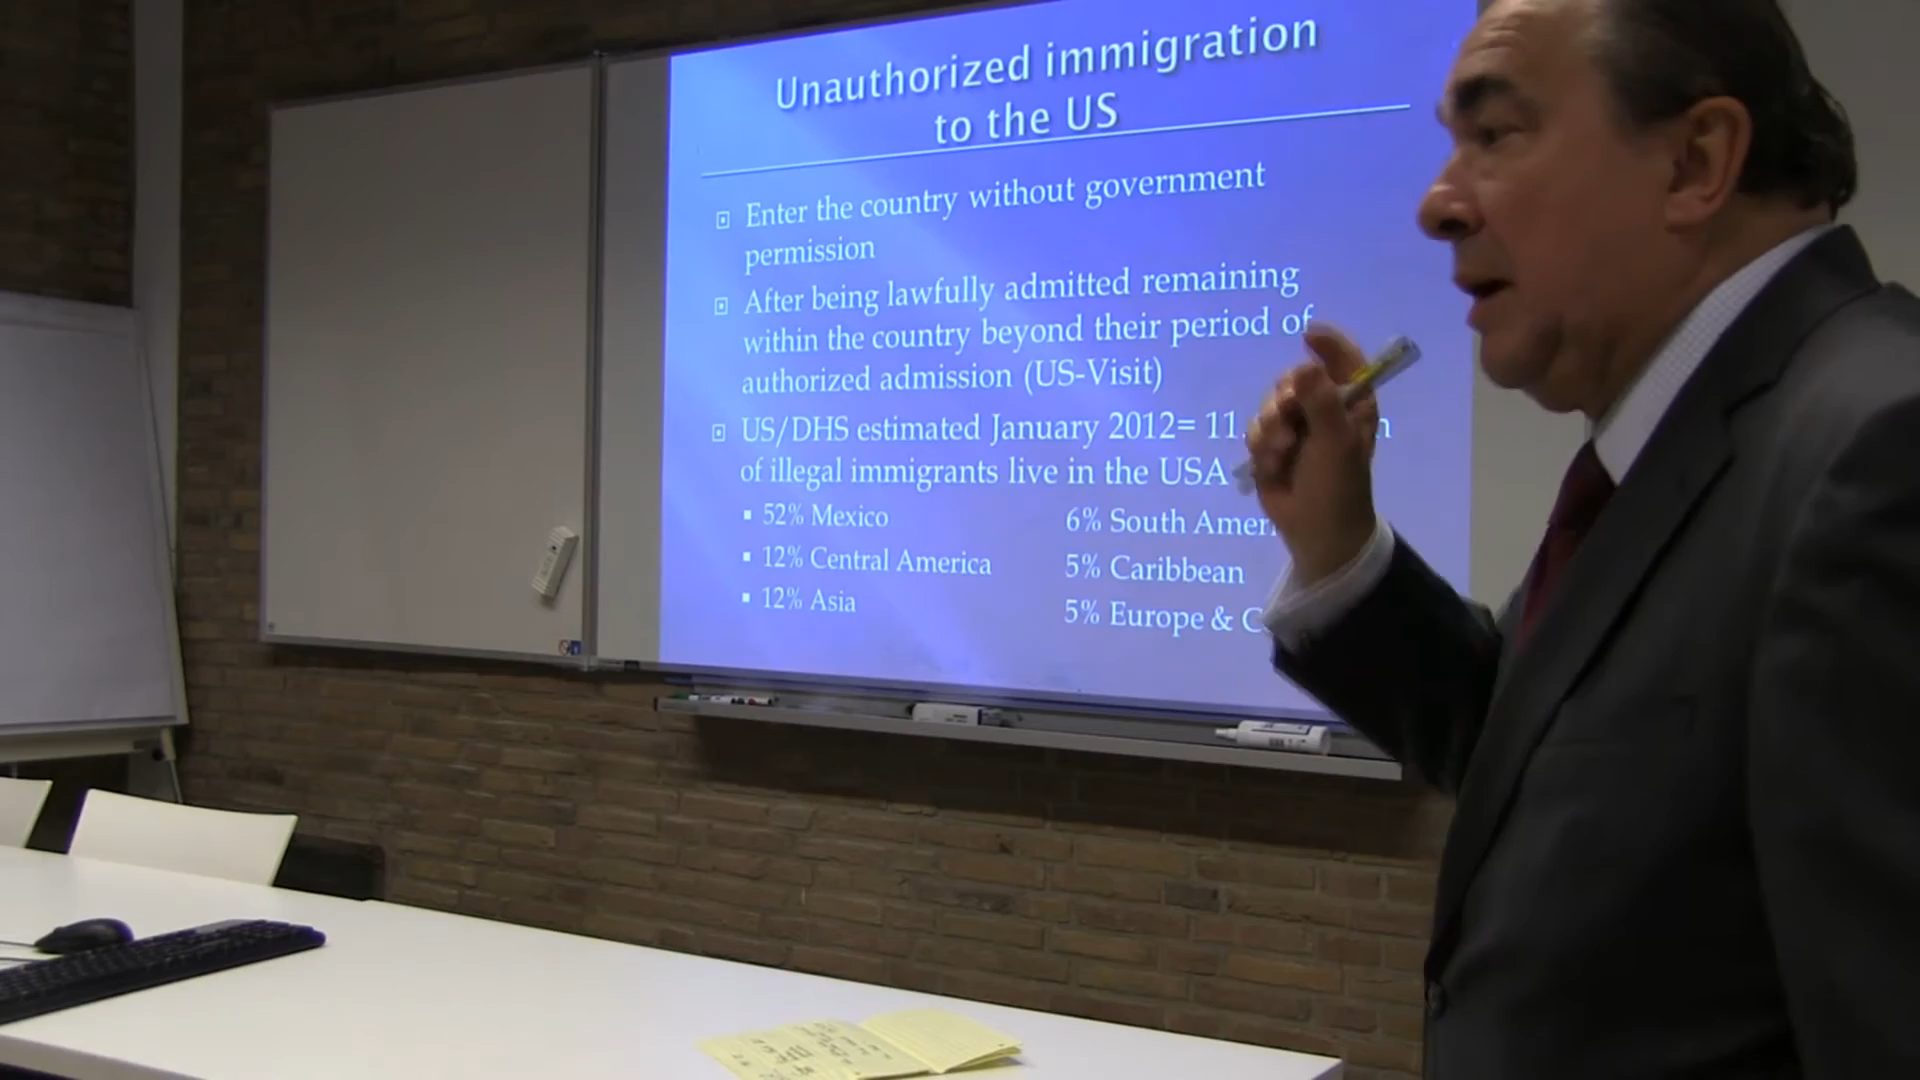 Unauthorized immigration
to the US
Enter the country without government
permission
After being lawfully admitted remaining
within the country beyond their period of
authorized admission (US-Visit)
US/DHS estimated January 2012= 11.
of illegal immigrants live in the USA
52% Mexico
6% South
12% Central America
5% Caribbean
12% Asia
5% Europe &